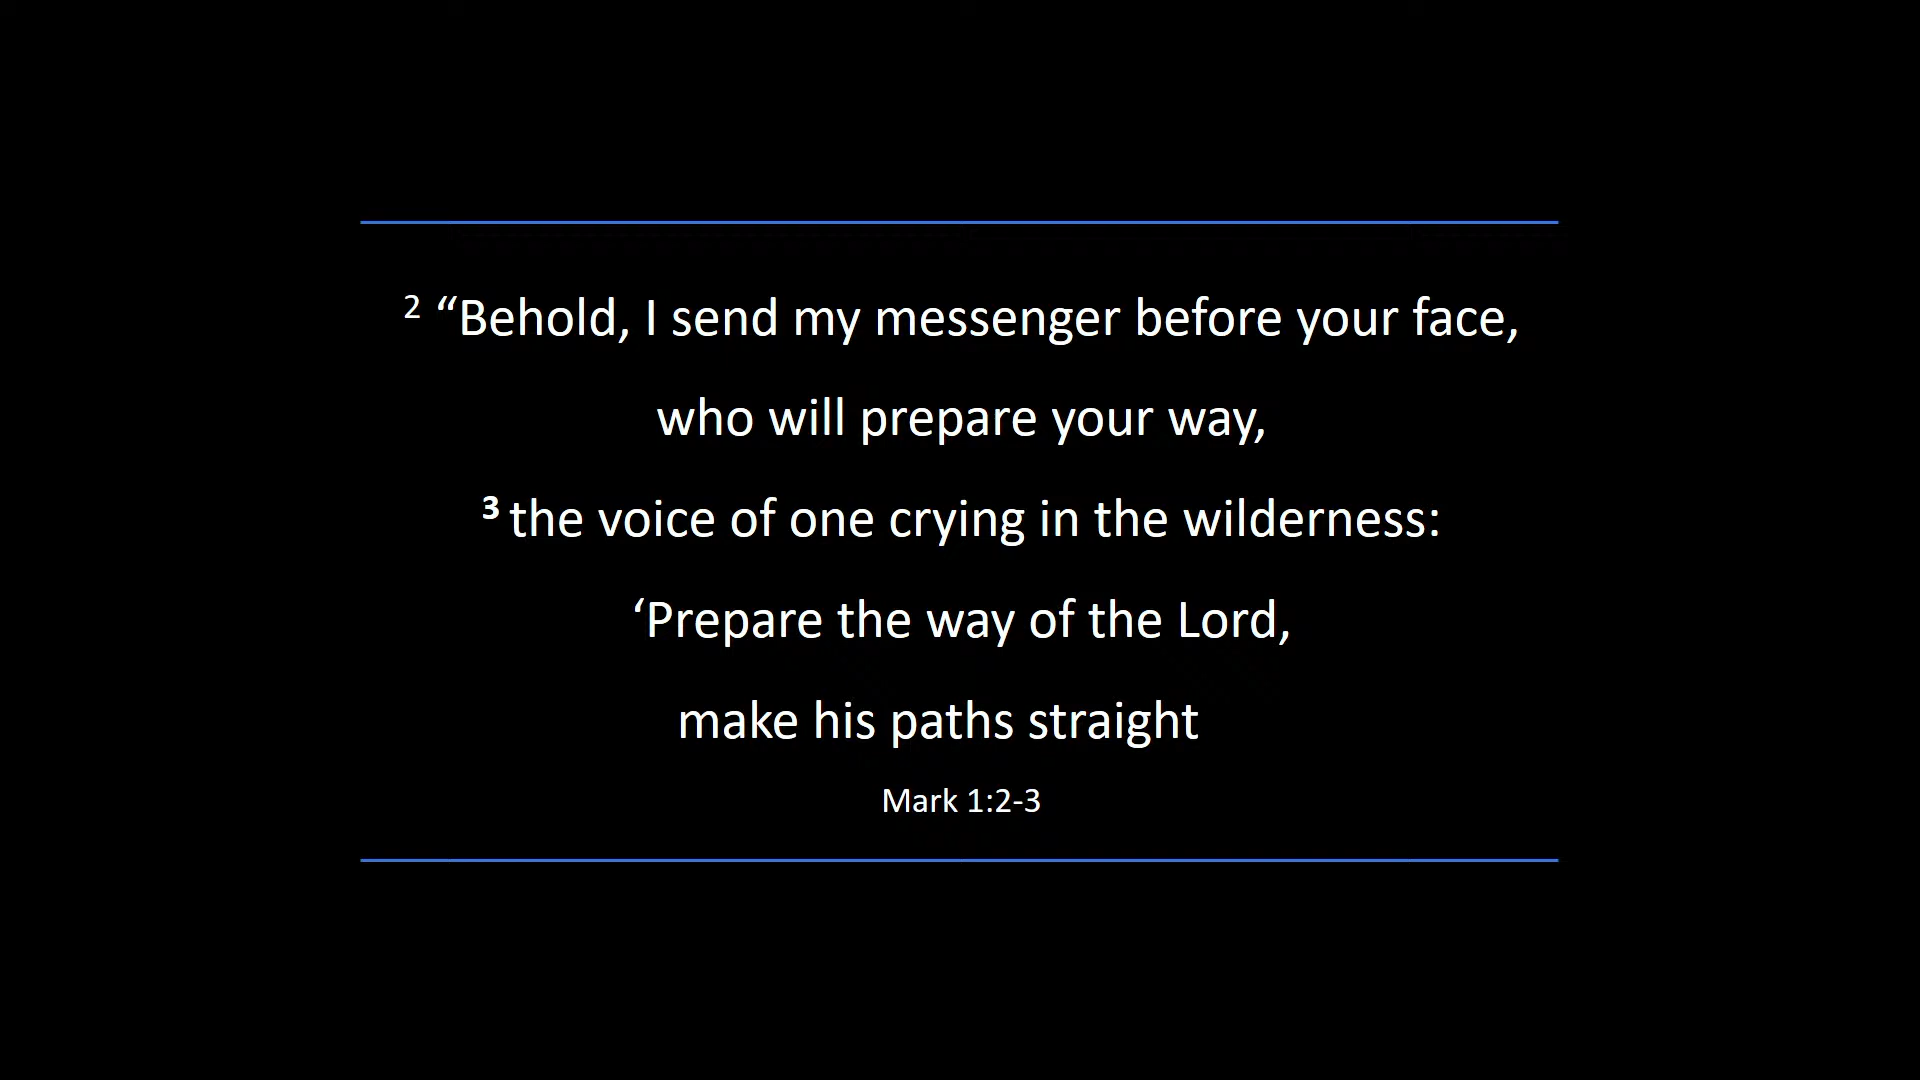 2 “Behold, I send my messenger before your face,
who will prepare your way,
3 the voice of one crying in the wilderness:
‘Prepare the way of the Lord,
make his paths straight
Mark 1:2-3